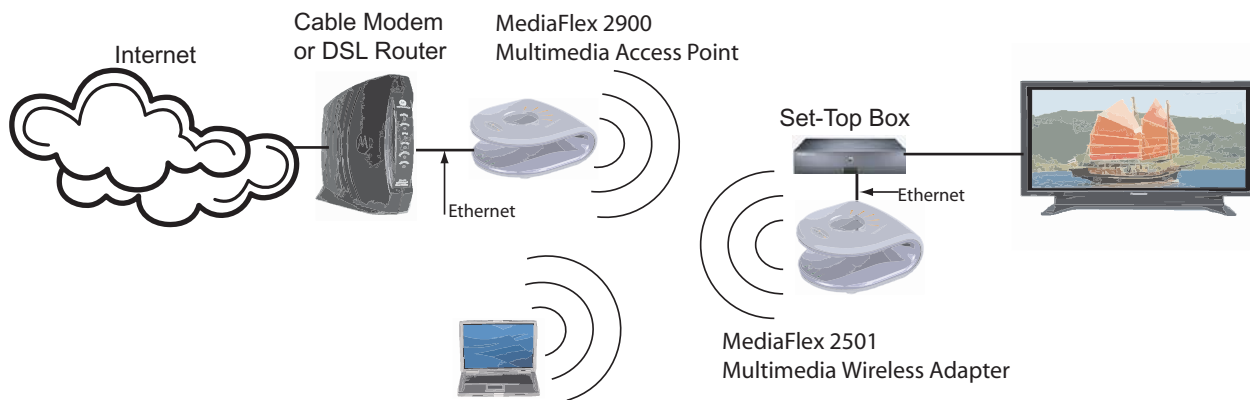 Internet
Cable Modem
or DSL Router
MediaFlex 2900
Multimedia Access Point
Ethernet
Set-Top Box
Ethernet
MediaFlex 2501
Multimedia Wireless Adapter